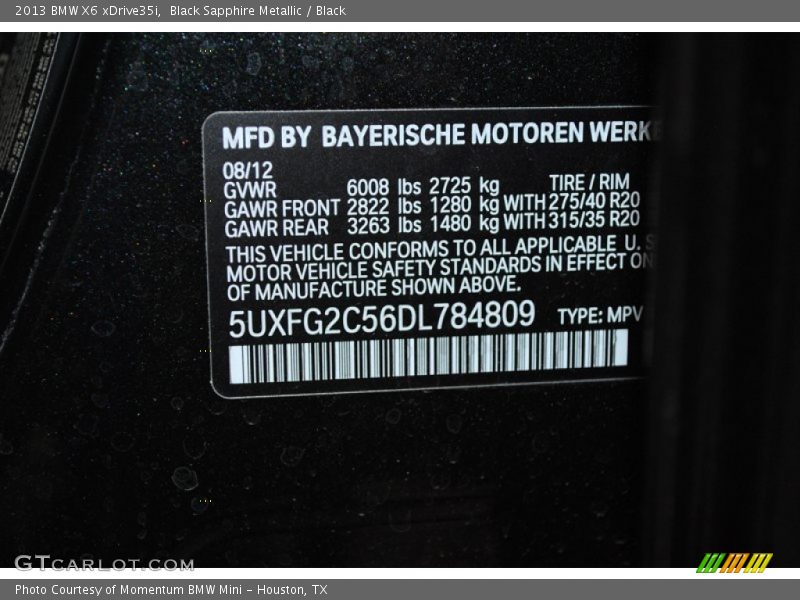 2013 BMW X6 xDrive35i, Black Sapphire Metallic / Black
MFD BY BAYERISCHE MOTOREN WERKE
08/12
GVWR 6008 lbs 2725 kg TIRE / RIM
GAWR FRONT 2822 lbs 1280 kg WITH 275/40 R20
GAWR REAR 3263 lbs 1480 kg WITH 315/35 R20
THIS VEHICLE CONFORMS TO ALL APPLICABLE U. S
MOTOR VEHICLE SAFETY STANDARDS IN EFFECT ON
OF MANUFACTURE SHOWN ABOVE.
5UXFG2C56DL784809 TYPE: MPV
GTCARLOT.COM
Photo Courtesy of Momentum BMW Mini - Houston, TX